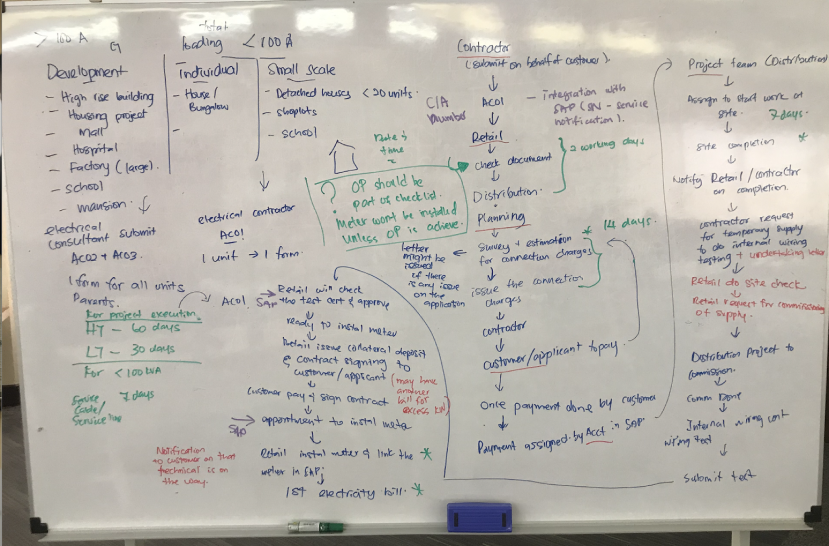 > 100 A
total
loading < 100 A
Development
- High rise building
- Housing project
- Mall
- Hospital
- Factory (large).
- school
- mansion.
electrical
consultant submit
AC02 + AC03.
1 form for all units
Parents.
For project execution.
HT - 60 days
LT - 30 days
For < 100 kVA
7 days
Service line
Individual
- House/
Bungalow
-
Small scale
- Detached houses < 20 units.
- shoplots
- school
electrical contractor
AC01
1 unit → 1 form.
AC01.
SAP
Retail will check
the test cert & approve
ready to instal meter
Retail issue collateral deposit
& contract signing to
customer/applicant
(may have
another
bill for
excess kW)
Customer pay & sign contract
SAP
appointment to instal meter
Retail instal meter & link the *
meter in SAP;
1st electricity bill. *
Notification
to customer on that
technical is on
the way.
time
? OP should be
part of checklist.
Meter wont be installed
unless OP is achieve.
Contractor
(submit on behalf of customer).
CIA
number
AC01
- integration with
SAP (SN - service
notification).
Retail
check document
2 working days
Distribution.
Planning
* 14 days.
Survey + estimation
for connection charges
letter
might be
issued
if there
is any issue
on the
application
issue the connection
charges
contractor
customer/applicant to pay
Once payment done by customer
Payment assigned by Acct in SAP
Project team (Distribution)
Assign to start work at
site.
7 days.
site completion *
Notify Retail/contractor
on completion.
contractor request
for temporary supply
to do internal wiring
testing + undertaking letter
Retail do site check
Retail request for commissioning
of supply.
Distribution Project to
commission.
Comm Done
Internal wiring cont
wiring test
submit test